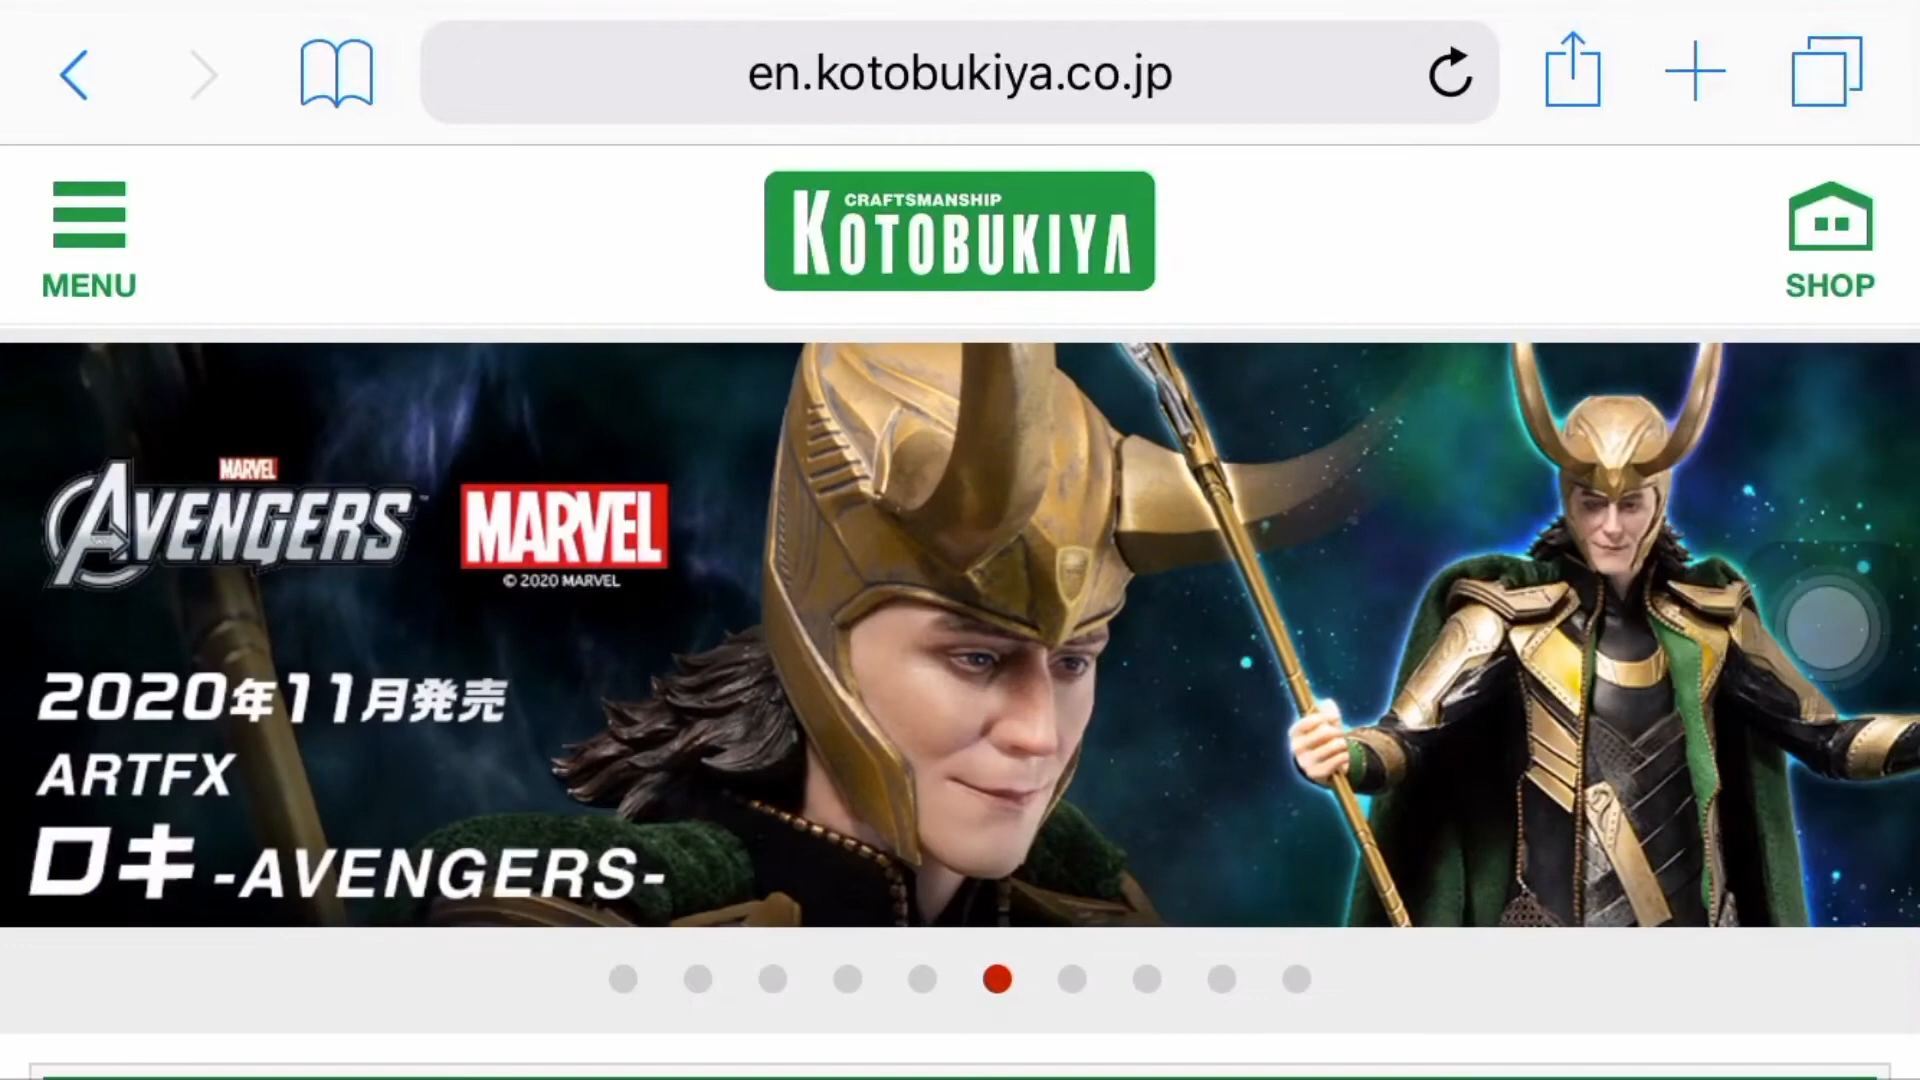 en.kotobukiya.co.jp
MENU
CRAFTSMANSHIP
KOTOBUKIYA
SHOP
MARVEL
AVENGERS
MARVEL
© 2020 MARVEL
2020年11月発売
ARTFX
ロキ -AVENGERS-